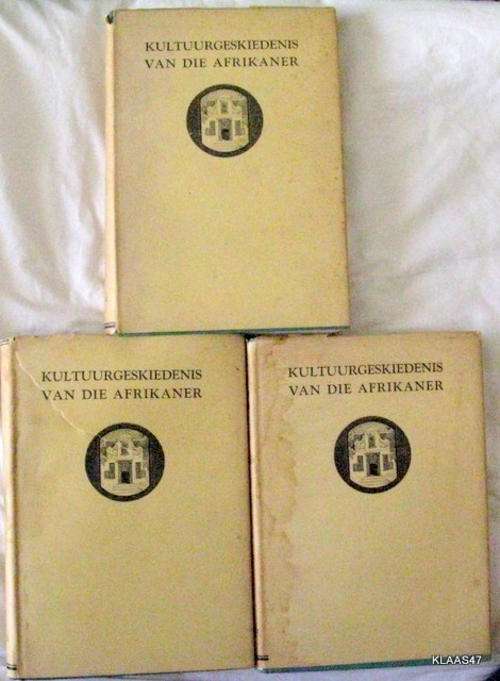 KULTUURGESKIEDENIS
VAN DIE AFRIKANER
KULTUURGESKIEDENIS
VAN DIE AFRIKANER
KULTUURGESKIEDENIS
VAN DIE AFRIKANER
KLAAS47